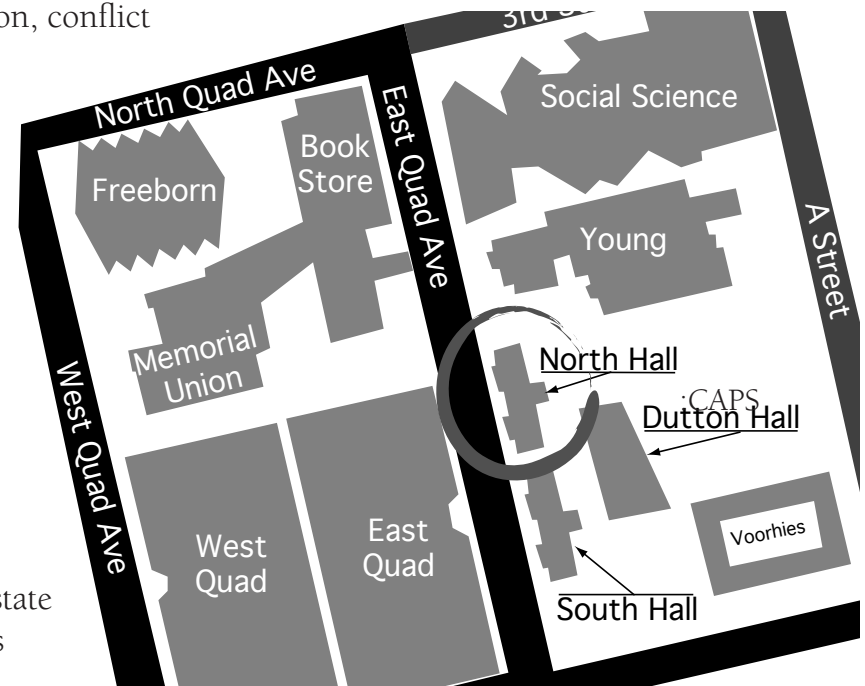 on, conflict
North Quad Ave
East Quad Ave
Social Science
Book
Store
Freeborn
Young
A Street
Memorial
Union
North Hall
:CAPS
Dutton Hall
West Quad Ave
West
Quad
East
Quad
Voorhies
South Hall
state
s